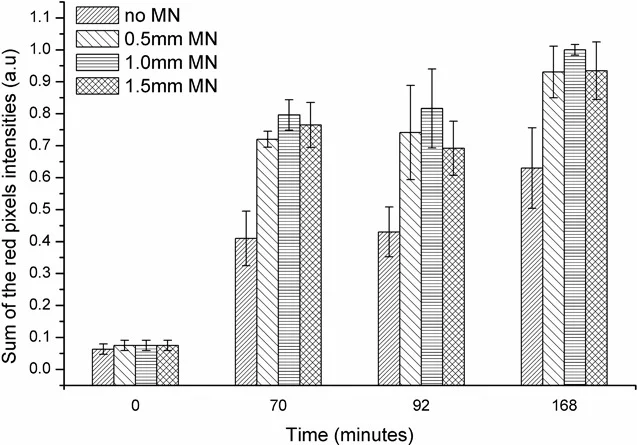 no MN
0.5mm MN
1.0mm MN
1.5mm MN
Sum of the red pixels intensities (a.u)
1.1
1.0
0.9
0.8
0.7
0.6
0.5
0.4
0.3
0.2
0.1
0.0
0 70 92 168
Time (minutes)